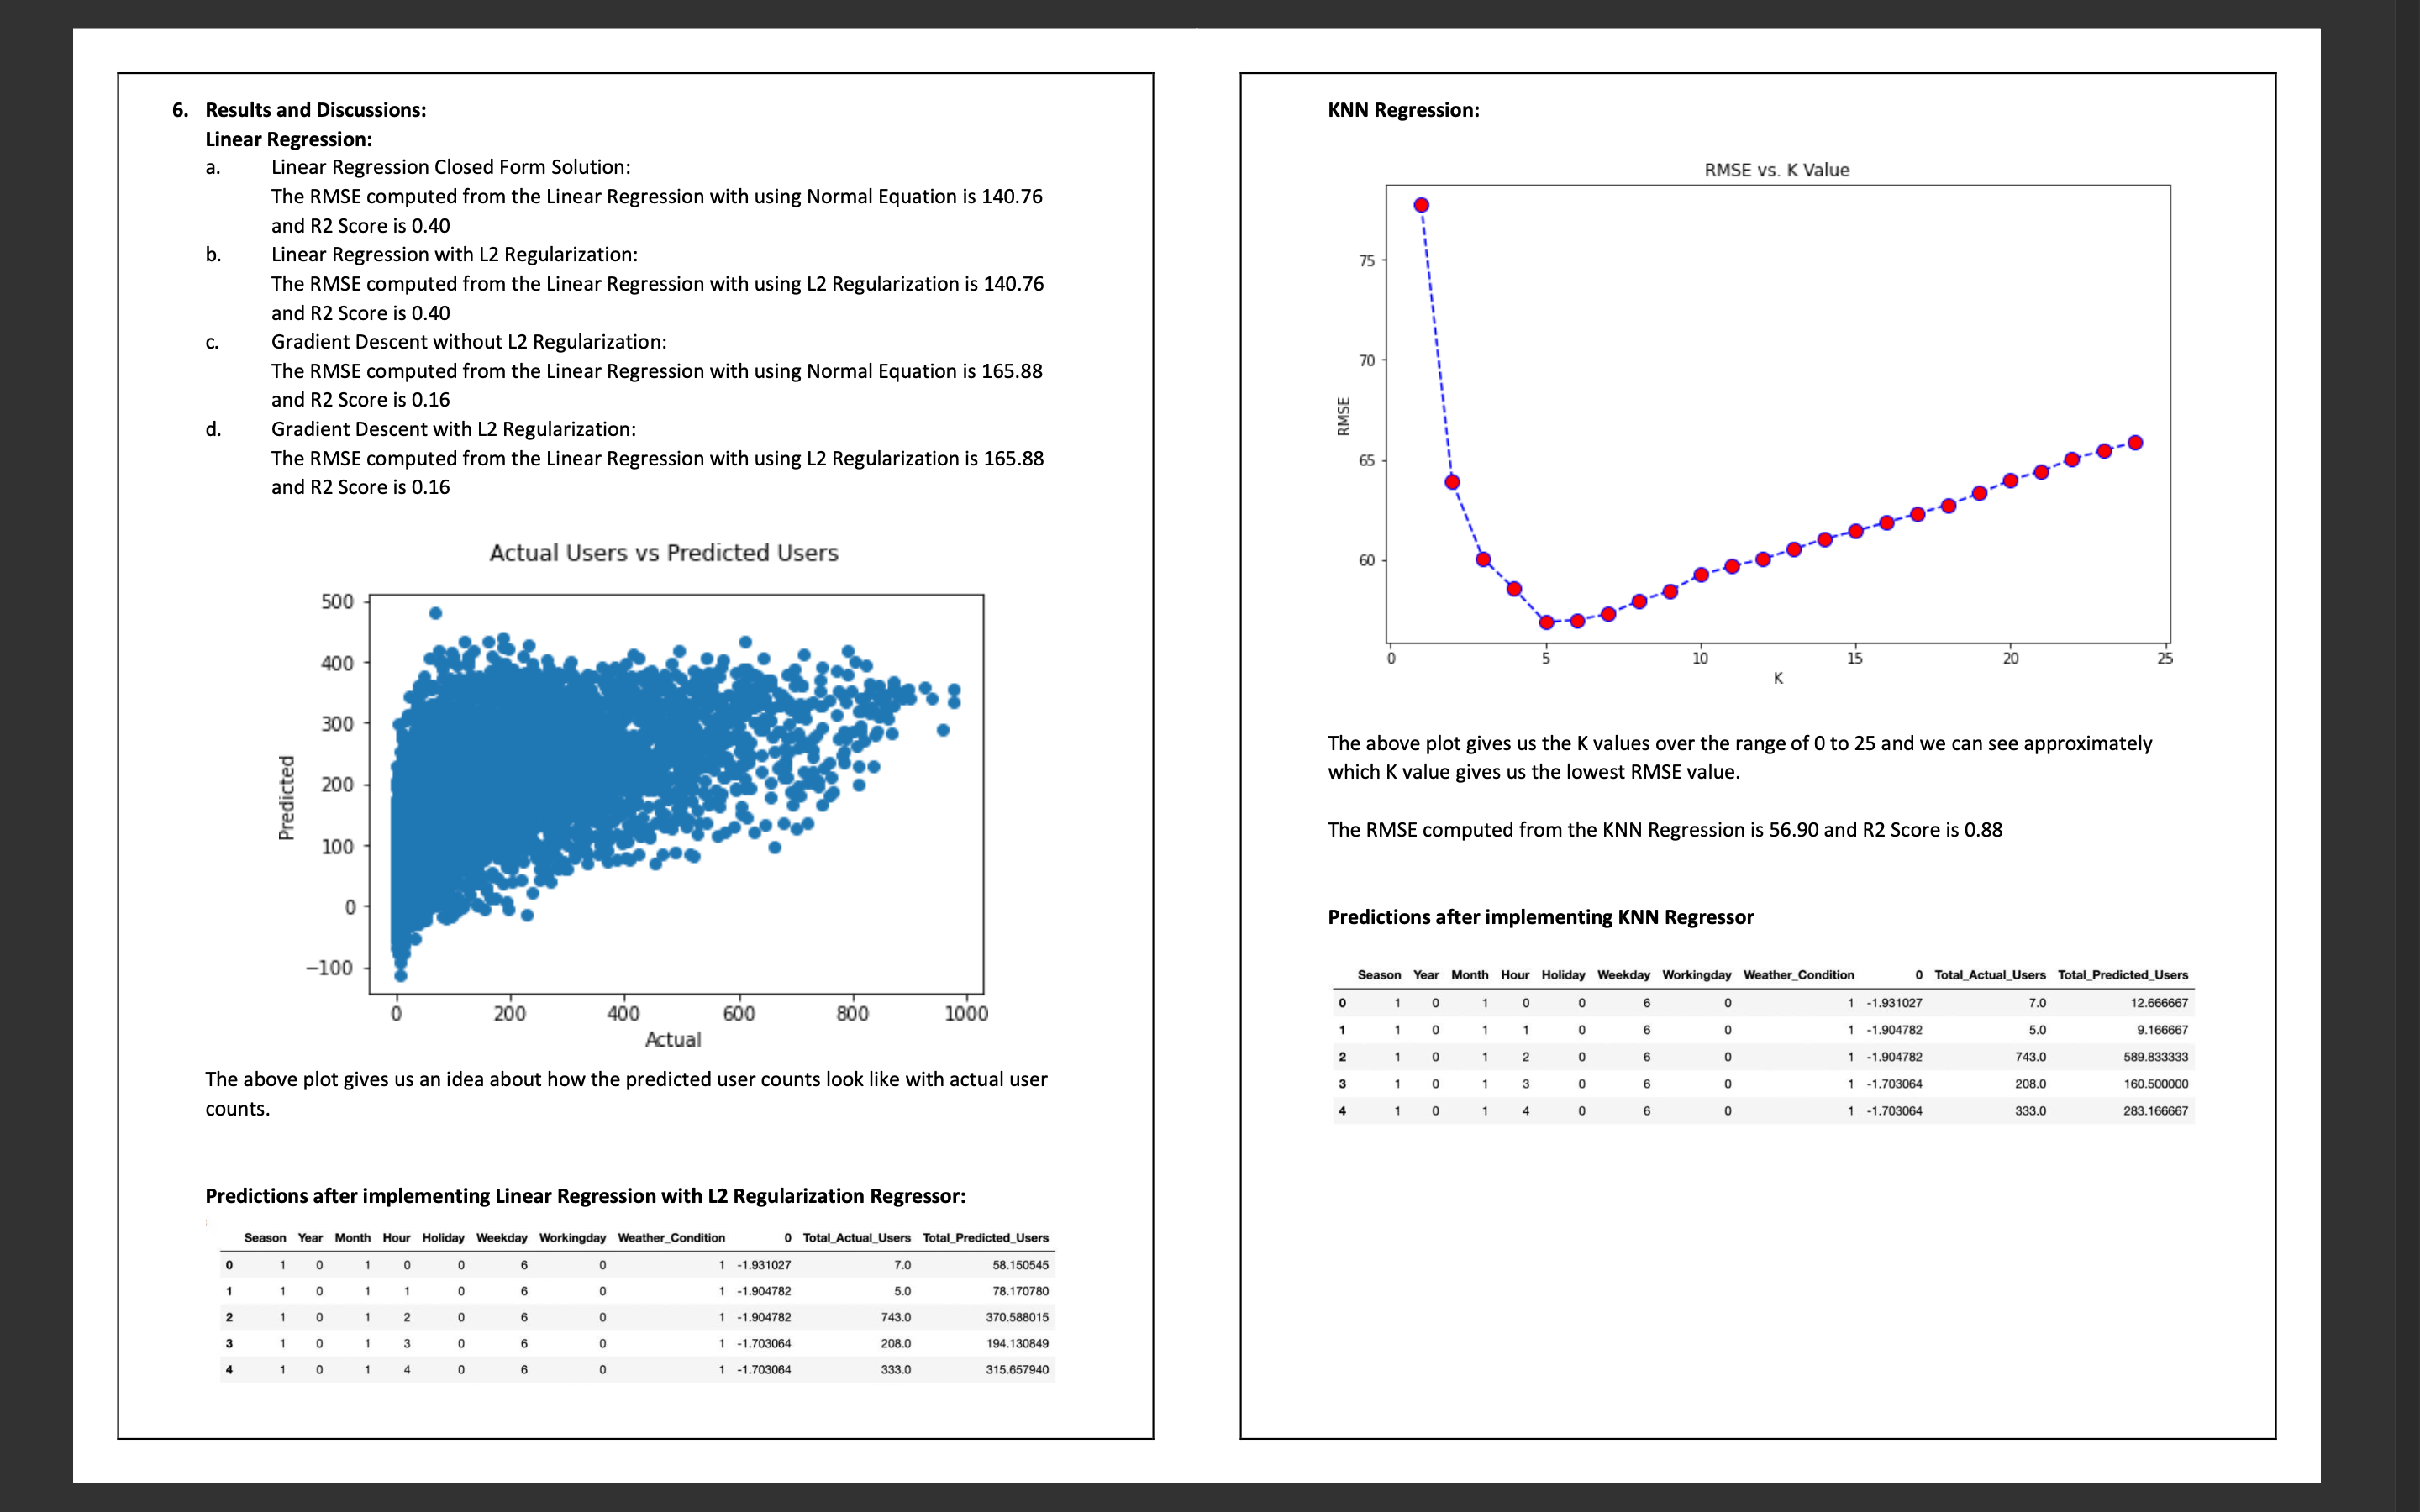 6. Results and Discussions:
Linear Regression:
a. Linear Regression Closed Form Solution:
The RMSE computed from the Linear Regression with using Normal Equation is 140.76
and R2 Score is 0.40
b. Linear Regression with L2 Regularization:
The RMSE computed from the Linear Regression with using L2 Regularization is 140.76
and R2 Score is 0.40
c. Gradient Descent without L2 Regularization:
The RMSE computed from the Linear Regression with using Normal Equation is 165.88
and R2 Score is 0.16
d. Gradient Descent with L2 Regularization:
The RMSE computed from the Linear Regression with using L2 Regularization is 165.88
and R2 Score is 0.16
Actual Users vs Predicted Users
500
400
300
200
100
0
−100
Predicted
0 200 400 600 800 1000
Actual
The above plot gives us an idea about how the predicted user counts look like with actual user
counts.
Predictions after implementing Linear Regression with L2 Regularization Regressor:
Season Year Month Hour Holiday Weekday Workingday Weather_Condition 0 Total_Actual_Users Total_Predicted_Users
0 1 0 1 0 0 6 0 1 -1.931027 7.0 58.150545
1 1 0 1 1 0 6 0 1 -1.904782 5.0 78.170780
2 1 0 1 2 0 6 0 1 -1.904782 743.0 370.588015
3 1 0 1 3 0 6 0 1 -1.703064 208.0 194.130849
4 1 0 1 4 0 6 0 1 -1.703064 333.0 315.657940
KNN Regression:
RMSE vs. K Value
75
70
65
60
RMSE
0 5 10 15 20 25
K
The above plot gives us the K values over the range of 0 to 25 and we can see approximately
which K value gives us the lowest RMSE value.
The RMSE computed from the KNN Regression is 56.90 and R2 Score is 0.88
Predictions after implementing KNN Regressor
Season Year Month Hour Holiday Weekday Workingday Weather_Condition 0 Total_Actual_Users Total_Predicted_Users
0 1 0 1 0 0 6 0 1 -1.931027 7.0 12.666667
1 1 0 1 1 0 6 0 1 -1.904782 5.0 9.166667
2 1 0 1 2 0 6 0 1 -1.904782 743.0 589.833333
3 1 0 1 3 0 6 0 1 -1.703064 208.0 160.500000
4 1 0 1 4 0 6 0 1 -1.703064 333.0 283.166667